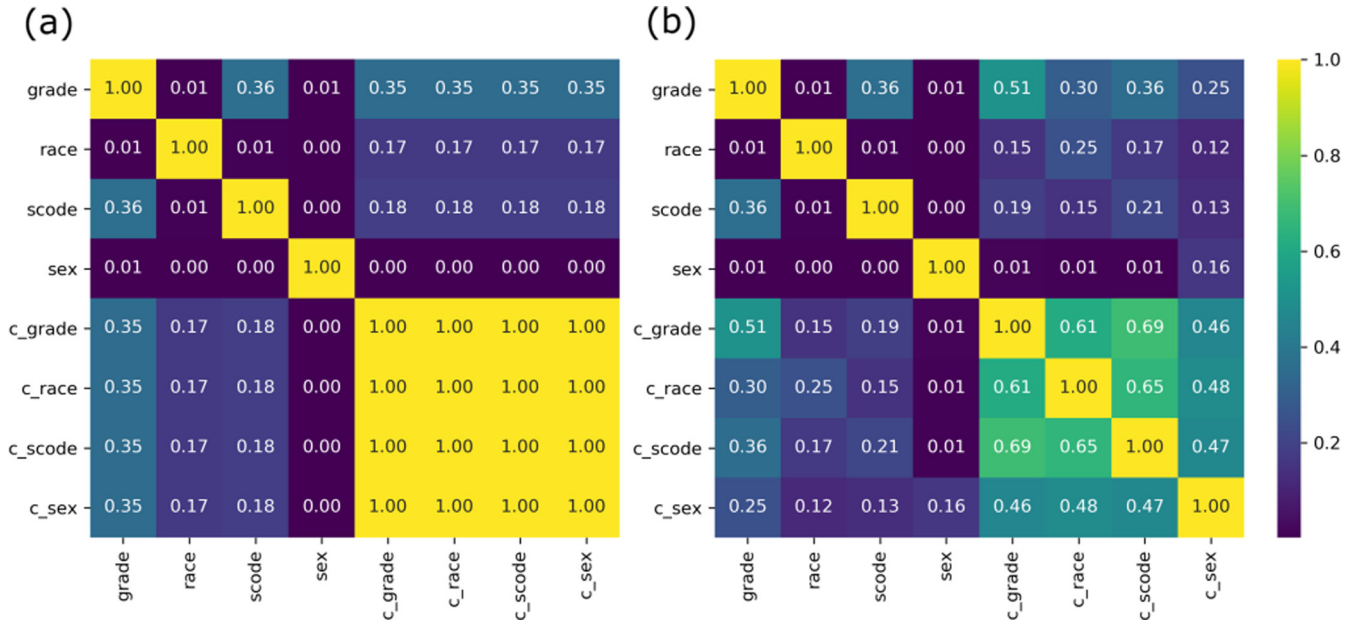 (a)
grade 1.00 0.01 0.36 0.01 0.35 0.35 0.35 0.35
race 0.01 1.00 0.01 0.00 0.17 0.17 0.17 0.17
scode 0.36 0.01 1.00 0.00 0.18 0.18 0.18 0.18
sex 0.01 0.00 0.00 1.00 0.00 0.00 0.00 0.00
c_grade 0.35 0.17 0.18 0.00 1.00 1.00 1.00 1.00
c_race 0.35 0.17 0.18 0.00 1.00 1.00 1.00 1.00
c_scode 0.35 0.17 0.18 0.00 1.00 1.00 1.00 1.00
c_sex 0.35 0.17 0.18 0.00 1.00 1.00 1.00 1.00
grade race scode sex c_grade c_race c_scode c_sex
(b)
grade 1.00 0.01 0.36 0.01 0.51 0.30 0.36 0.25
race 0.01 1.00 0.01 0.00 0.15 0.25 0.17 0.12
scode 0.36 0.01 1.00 0.00 0.19 0.15 0.21 0.13
sex 0.01 0.00 0.00 1.00 0.01 0.01 0.01 0.16
c_grade 0.51 0.15 0.19 0.01 1.00 0.61 0.69 0.46
c_race 0.30 0.25 0.15 0.01 0.61 1.00 0.65 0.48
c_scode 0.36 0.17 0.21 0.01 0.69 0.65 1.00 0.47
c_sex 0.25 0.12 0.13 0.16 0.46 0.48 0.47 1.00
grade race scode sex c_grade c_race c_scode c_sex
1.0
0.8
0.6
0.4
0.2